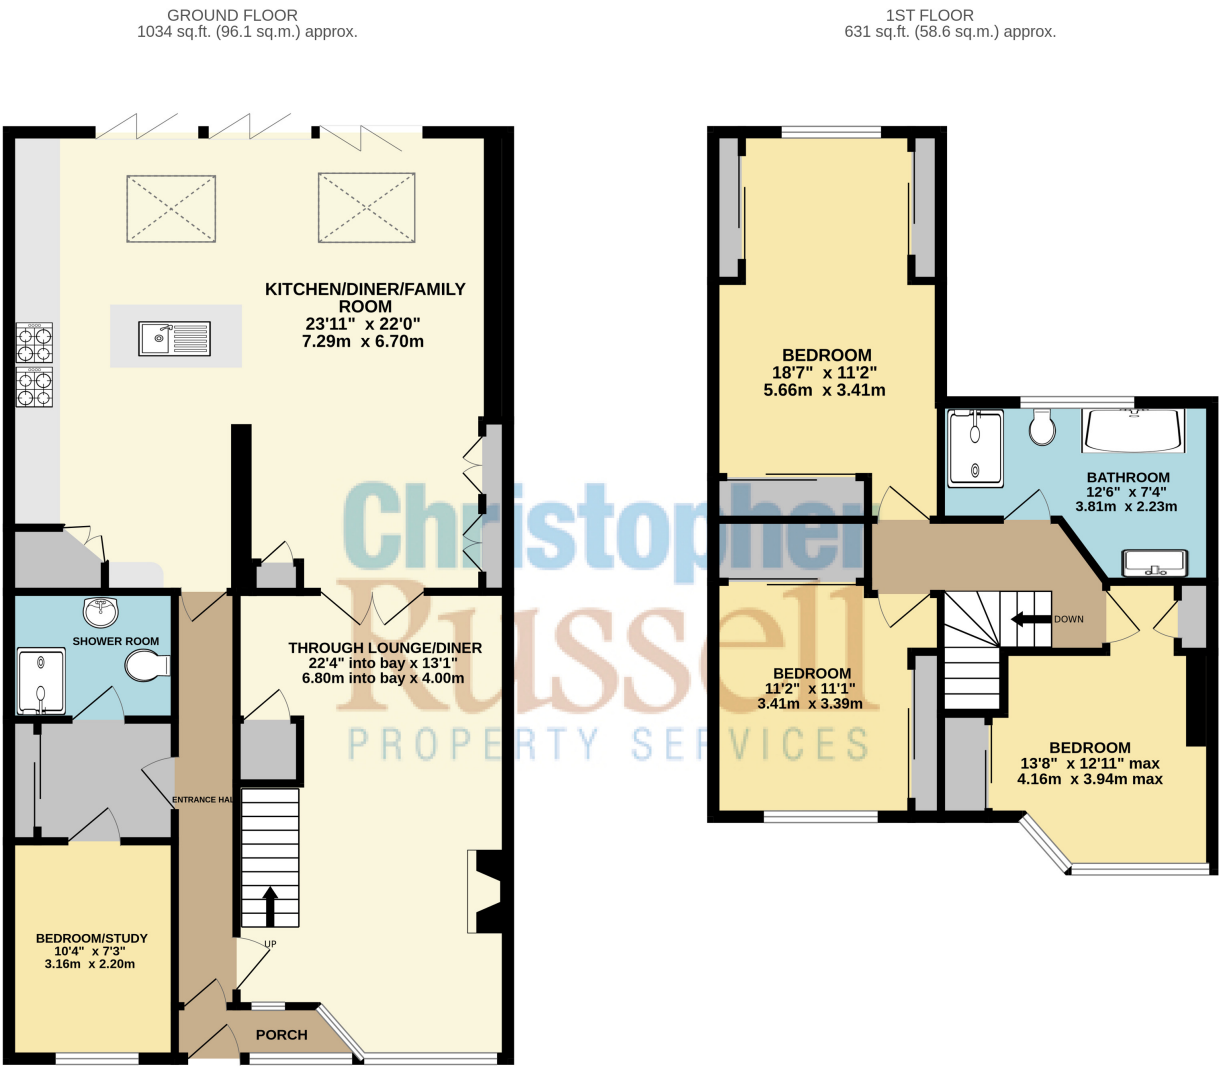 GROUND FLOOR
1034 sq.ft. (96.1 sq.m.) approx.
1ST FLOOR
631 sq.ft. (58.6 sq.m.) approx.
KITCHEN/DINER/FAMILY
ROOM
23'11" x 22'0"
7.29m x 6.70m
SHOWER ROOM
THROUGH LOUNGE/DINER
22'4" into bay x 13'1"
6.80m into bay x 4.00m
ENTRANCE HAL
BEDROOM/STUDY
10'4" x 7'3"
3.16m x 2.20m
UP
PORCH
BEDROOM
18'7" x 11'2"
5.66m x 3.41m
BATHROOM
12'6" x 7'4"
3.81m x 2.23m
DOWN
BEDROOM
11'2" x 11'1"
3.41m x 3.39m
BEDROOM
13'8" x 12'11" max
4.16m x 3.94m max
Christopher
Russell
PROPERTY SERVICES